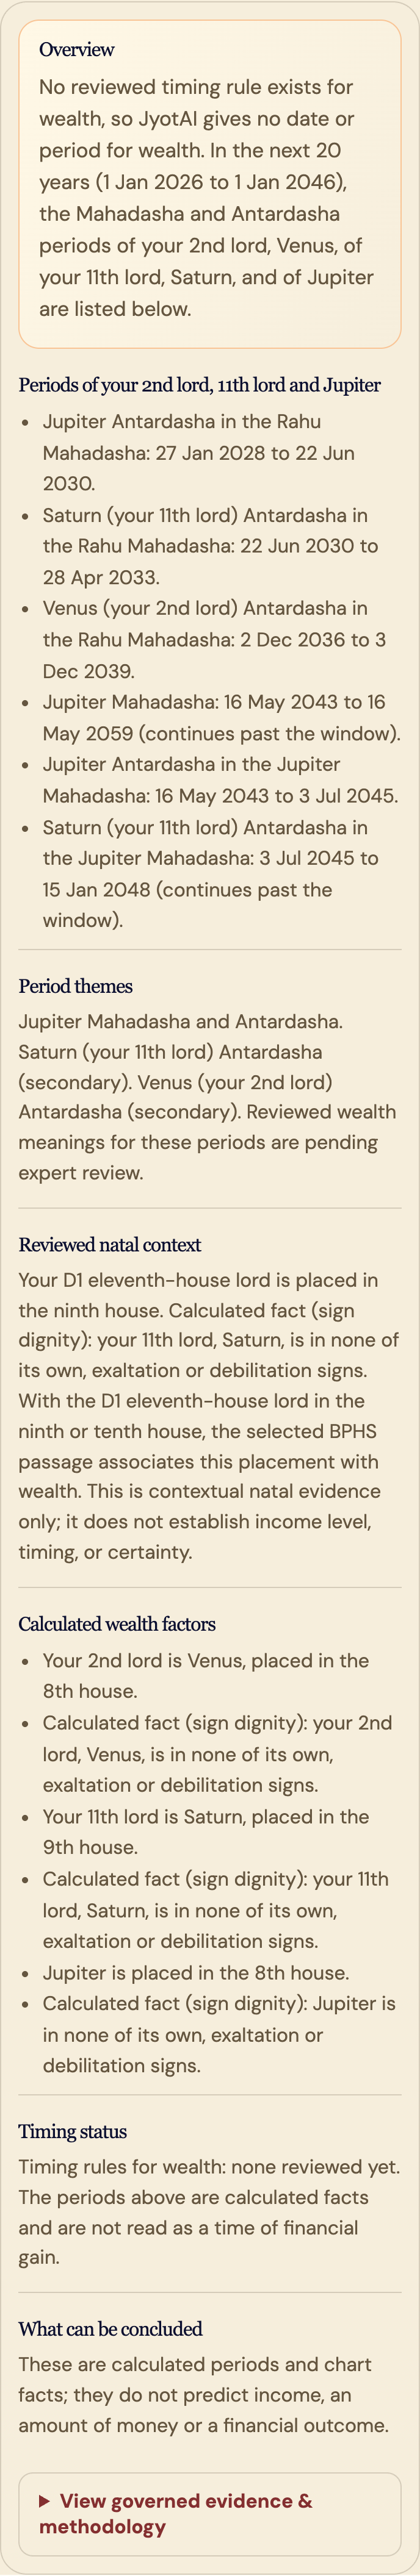 Overview
No reviewed timing rule exists for
wealth, so JyotAI gives no date or
period for wealth. In the next 20
years (1 Jan 2026 to 1 Jan 2046),
the Mahadasha and Antardasha
periods of your 2nd lord, Venus, of
your 11th lord, Saturn, and of Jupiter
are listed below.
Periods of your 2nd lord, 11th lord and Jupiter
• Jupiter Antardasha in the Rahu
Mahadasha: 27 Jan 2028 to 22 Jun
2030.
• Saturn (your 11th lord) Antardasha in
the Rahu Mahadasha: 22 Jun 2030 to
28 Apr 2033.
• Venus (your 2nd lord) Antardasha in
the Rahu Mahadasha: 2 Dec 2036 to 3
Dec 2039.
• Jupiter Mahadasha: 16 May 2043 to 16
May 2059 (continues past the window).
• Jupiter Antardasha in the Jupiter
Mahadasha: 16 May 2043 to 3 Jul 2045.
• Saturn (your 11th lord) Antardasha in
the Jupiter Mahadasha: 3 Jul 2045 to
15 Jan 2048 (continues past the
window).
Period themes
Jupiter Mahadasha and Antardasha.
Saturn (your 11th lord) Antardasha
(secondary). Venus (your 2nd lord)
Antardasha (secondary). Reviewed wealth
meanings for these periods are pending
expert review.
Reviewed natal context
Your D1 eleventh-house lord is placed in
the ninth house. Calculated fact (sign
dignity): your 11th lord, Saturn, is in none of
its own, exaltation or debilitation signs.
With the D1 eleventh-house lord in the
ninth or tenth house, the selected BPHS
passage associates this placement with
wealth. This is contextual natal evidence
only; it does not establish income level,
timing, or certainty.
Calculated wealth factors
• Your 2nd lord is Venus, placed in the
8th house.
• Calculated fact (sign dignity): your 2nd
lord, Venus, is in none of its own,
exaltation or debilitation signs.
• Your 11th lord is Saturn, placed in the
9th house.
• Calculated fact (sign dignity): your 11th
lord, Saturn, is in none of its own,
exaltation or debilitation signs.
• Jupiter is placed in the 8th house.
• Calculated fact (sign dignity): Jupiter is
in none of its own, exaltation or
debilitation signs.
Timing status
Timing rules for wealth: none reviewed yet.
The periods above are calculated facts
and are not read as a time of financial
gain.
What can be concluded
These are calculated periods and chart
facts; they do not predict income, an
amount of money or a financial outcome.
▶ View governed evidence &
methodology